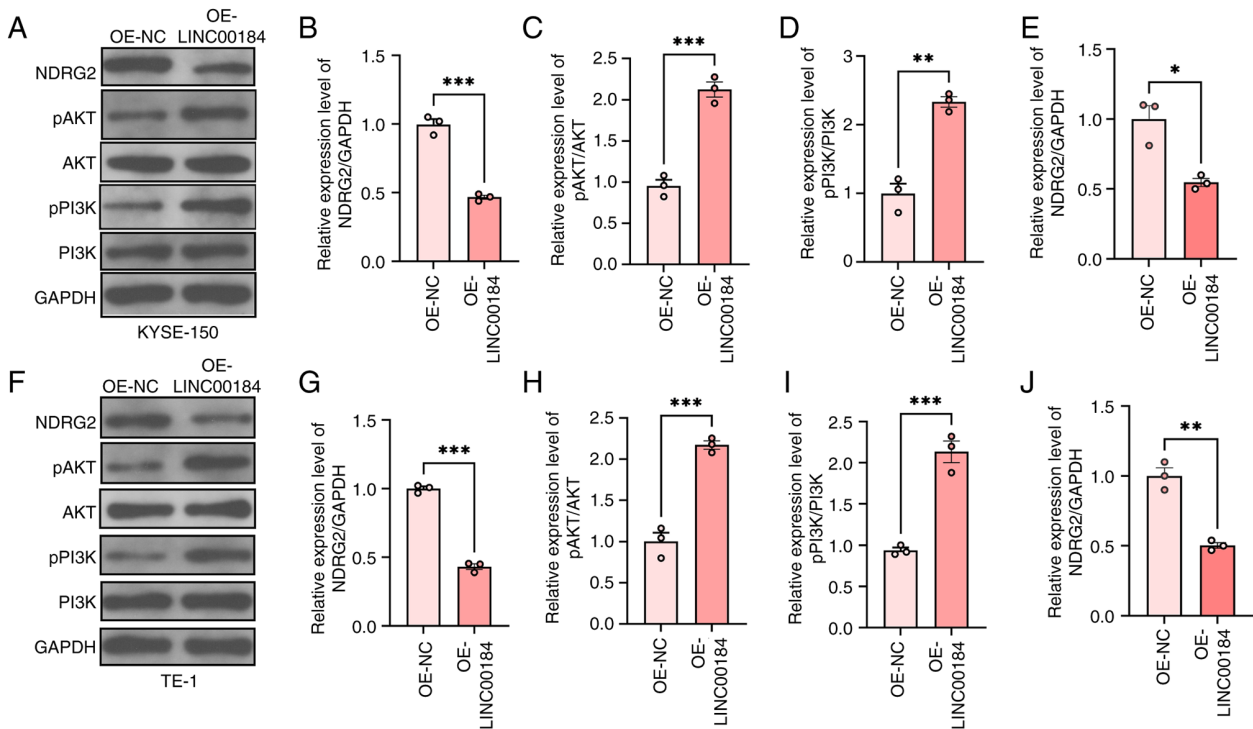 A
OE-NC
OE-
LINC00184
NDRG2
pAKT
AKT
pPI3K
PI3K
GAPDH
KYSE-150
B
Relative expression level of
NDRG2/GAPDH
1.5
1.0
0.5
0.0
***
OE-NC
OE-
LINC00184
C
Relative expression level of
pAKT/AKT
2.5
2.0
1.5
1.0
0.5
0.0
***
OE-NC
OE-
LINC00184
D
Relative expression level of
pPI3K/PI3K
3
2
1
0
**
OE-NC
OE-
LINC00184
E
Relative expression level of
NDRG2/GAPDH
1.5
1.0
0.5
0.0
*
OE-NC
OE-
LINC00184
F
OE-NC
OE-
LINC00184
NDRG2
pAKT
AKT
pPI3K
PI3K
GAPDH
TE-1
G
Relative expression level of
NDRG2/GAPDH
1.5
1.0
0.5
0.0
***
OE-NC
OE-
LINC00184
H
Relative expression level of
pAKT/AKT
2.5
2.0
1.5
1.0
0.5
0.0
***
OE-NC
OE-
LINC00184
I
Relative expression level of
pPI3K/PI3K
2.5
2.0
1.5
1.0
0.5
0.0
***
OE-NC
OE-
LINC00184
J
Relative expression level of
NDRG2/GAPDH
1.5
1.0
0.5
0.0
**
OE-NC
OE-
LINC00184